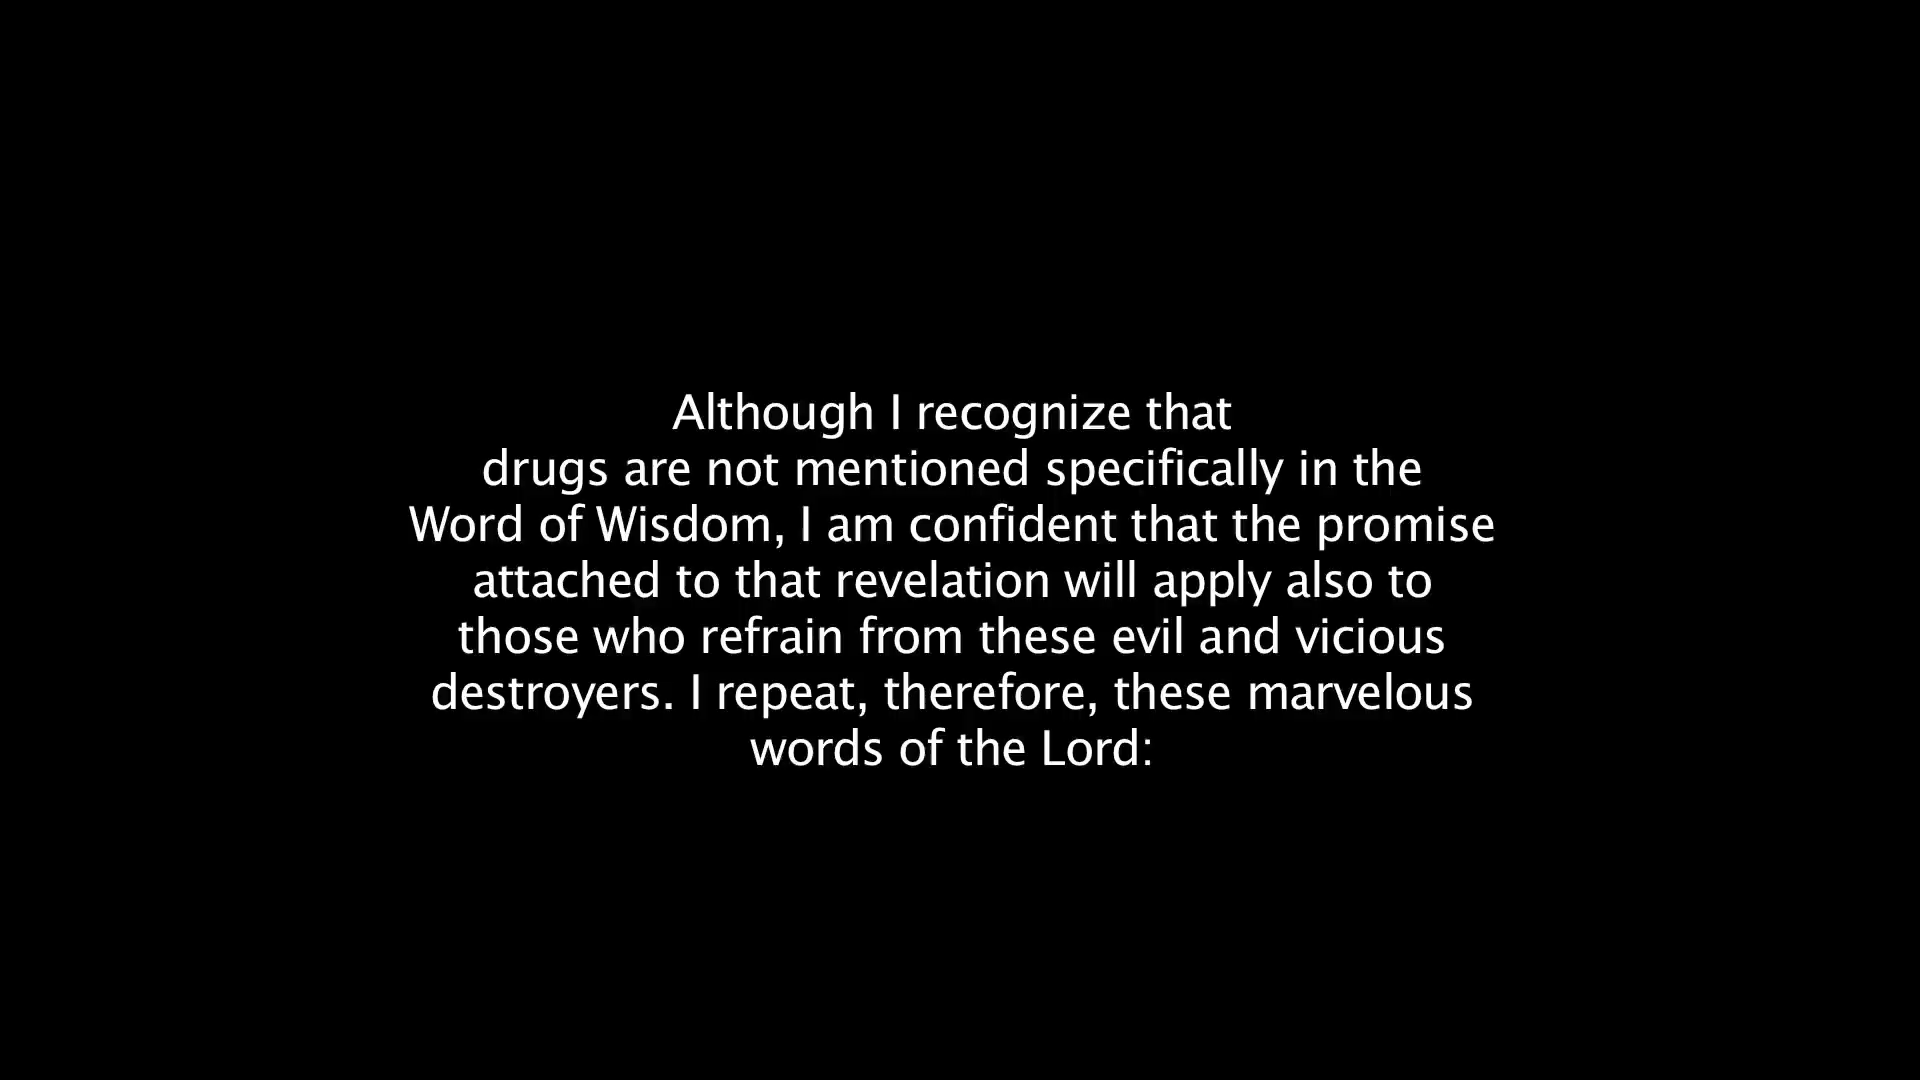 Although I recognize that
drugs are not mentioned specifically in the
Word of Wisdom, I am confident that the promise
attached to that revelation will apply also to
those who refrain from these evil and vicious
destroyers. I repeat, therefore, these marvelous
words of the Lord: